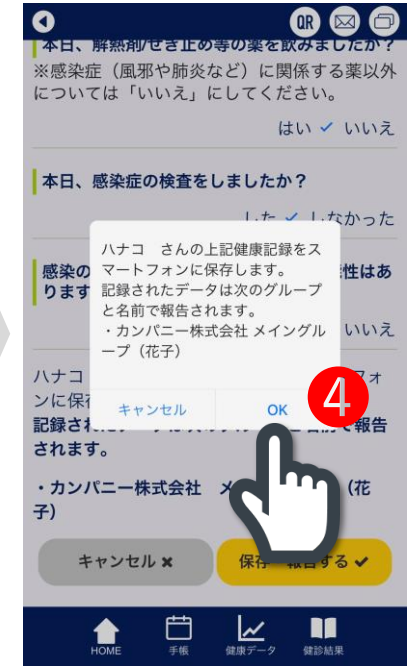 QR
本日、解熱剤/せき止め等の薬を飲みましたか？
※感染症（風邪や肺炎など）に関係する薬以外
については「いいえ」にしてください。
はい ✓ いいえ
本日、感染症の検査をしましたか？
した ✓ しなかった
ハナコ　さんの上記健康記録をス
マートフォンに保存します。
記録されたデータは次のグループ
と名前で報告されます。
・カンパニー株式会社 メイングル
ープ（花子）
キャンセル
OK
4
感染の
性はあ
ります
いいえ
ハナコ
フォ
ンに保存
記録され
で報告
されます。
・カンパニー株式会社　メ
（花
子）
キャンセル ✖
保存
報告する ✓
HOME
手帳
健康データ
健診結果